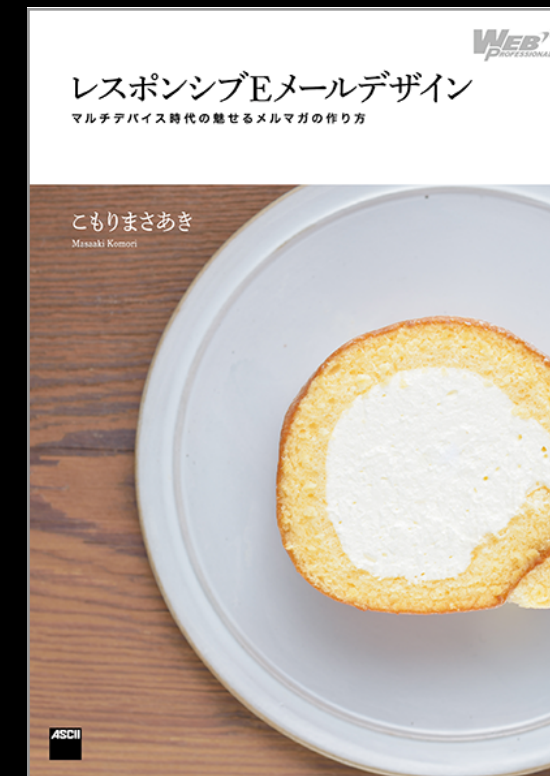 WEB
PROFESSIONAL
レスポンシブEメールデザイン
マルチデバイス時代の魅せるメルマガの作り方
こもりまさあき
Masaaki Komori
ASCII